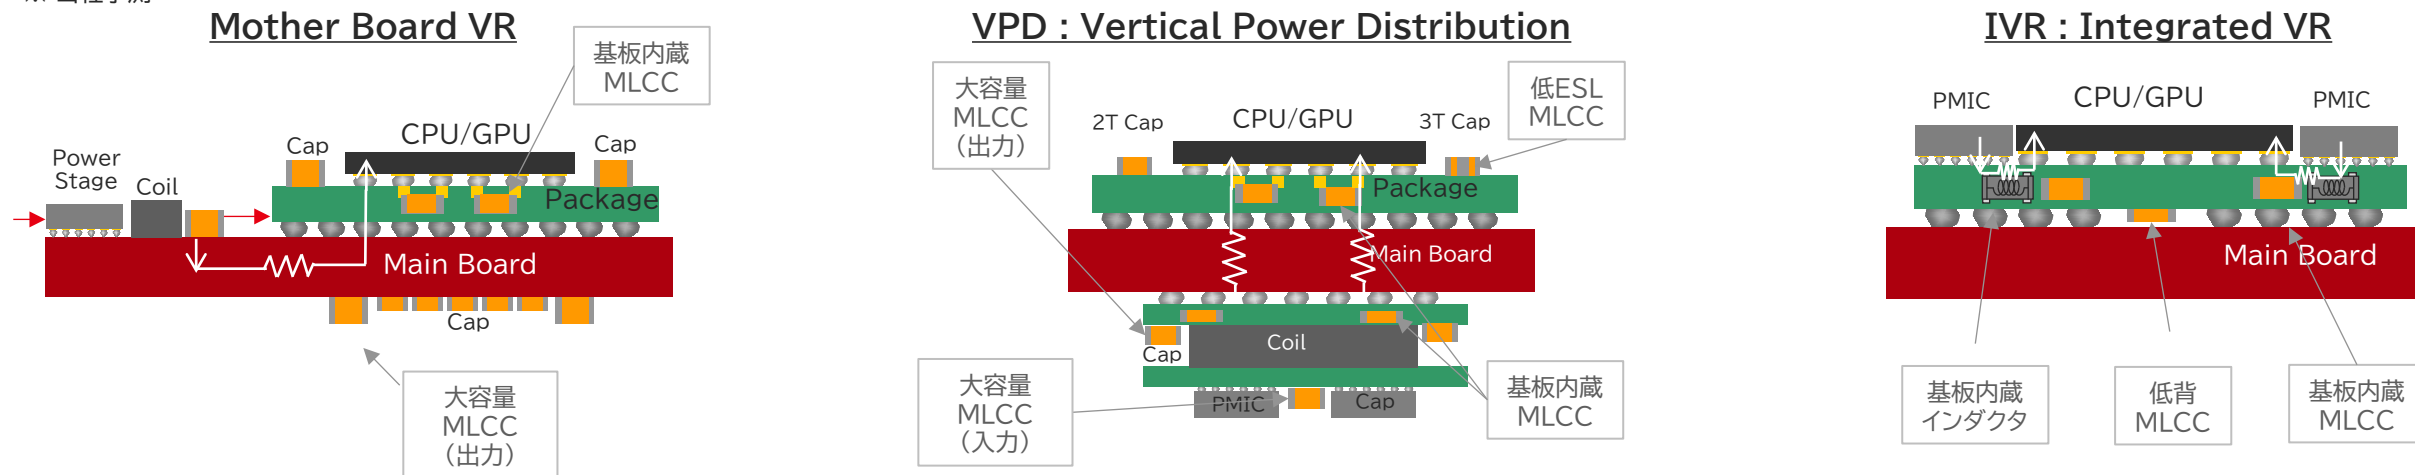 Mother Board VR
基板内蔵
MLCC
CPU/GPU
Cap
Cap
Power
Stage
Coil
Package
Main Board
Cap
大容量
MLCC
（出力）
VPD : Vertical Power Distribution
大容量
MLCC
（出力）
低ESL
MLCC
2T Cap
CPU/GPU
3T Cap
Package
Main Board
Coil
Cap
大容量
MLCC
（入力）
PMIC
Cap
基板内蔵
MLCC
IVR : Integrated VR
PMIC
CPU/GPU
PMIC
Main Board
基板内蔵
インダクタ
低背
MLCC
基板内蔵
MLCC